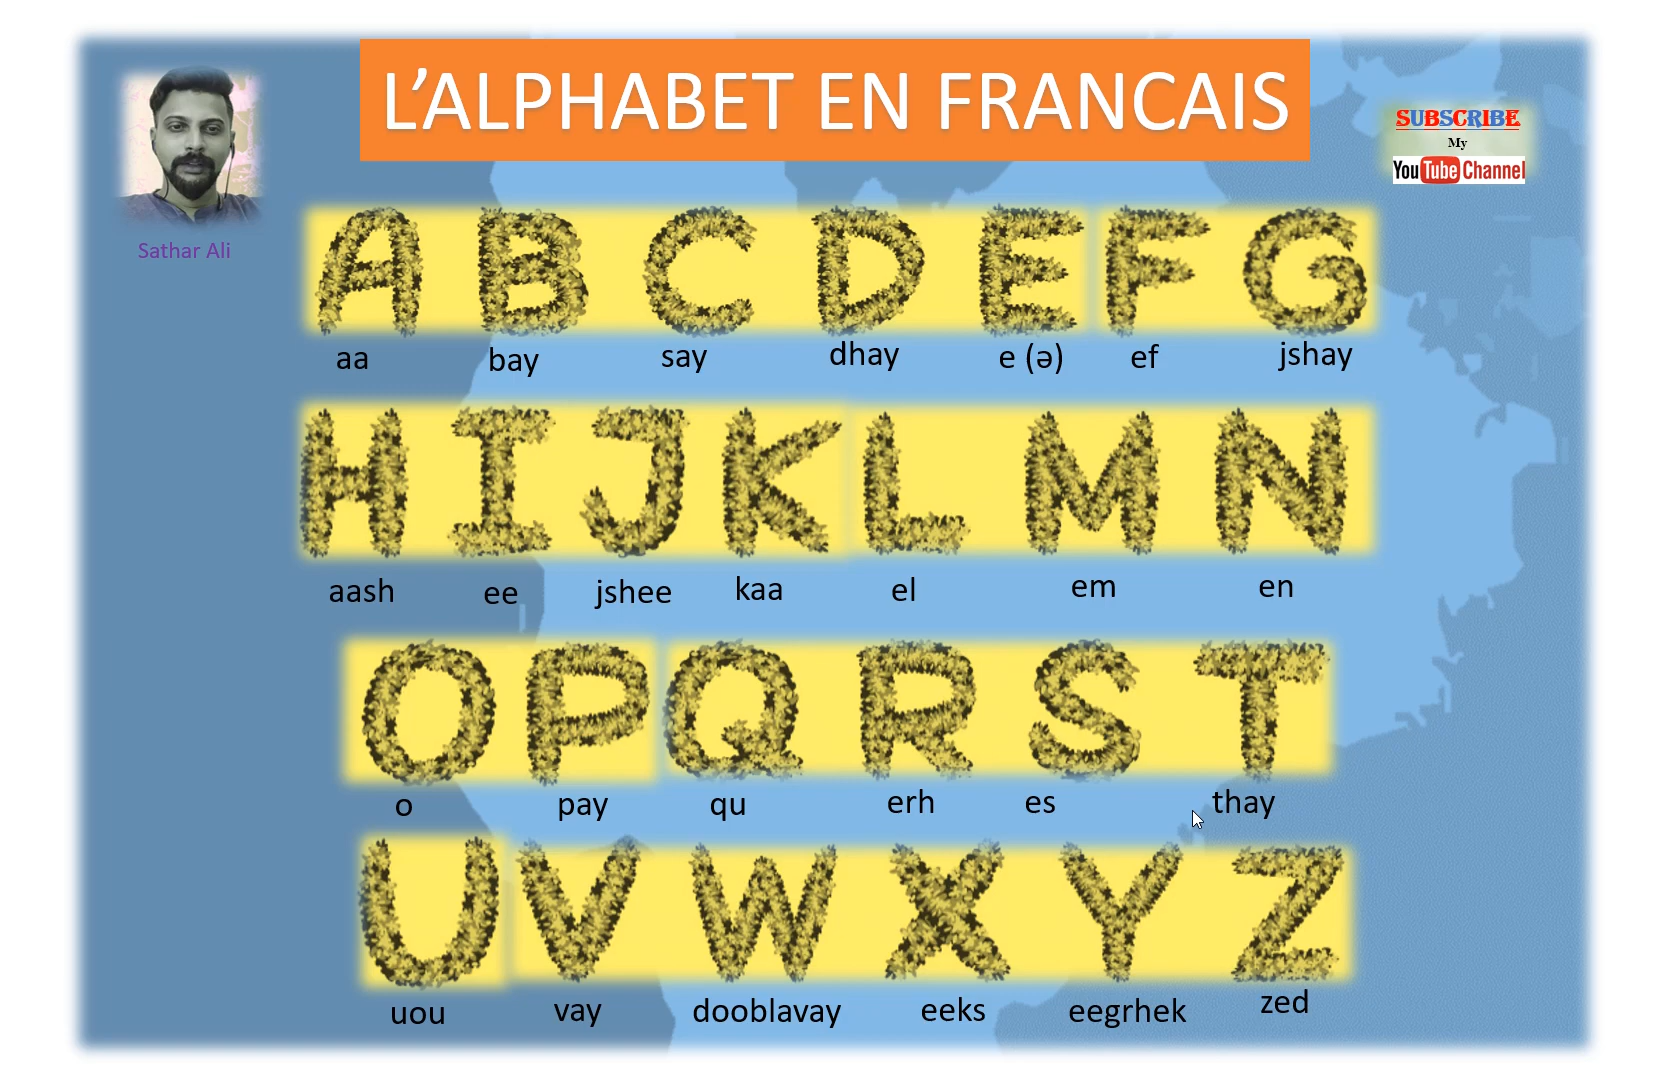 L’ALPHABET EN FRANCAIS
SUBSCRIBE
My
YouTube Channel
Sathar Ali
A B C D E F G
aa bay say dhay e (ə) ef jshay
H I J K L M N
aash ee jshee kaa el em en
O P Q R S T
o pay qu erh es thay
U V W X Y Z
uou vay dooblavay eeks eegrhek zed